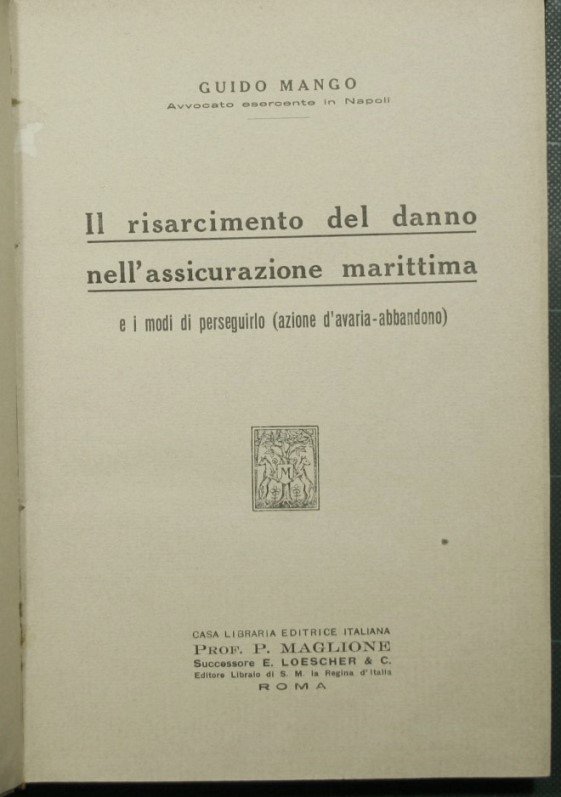 GUIDO MANGO
Avvocato esercente in Napoli
Il risarcimento del danno
nell'assicurazione marittima
e i modi di perseguirlo (azione d'avaria-abbandono)
M
CASA LIBRARIA EDITRICE ITALIANA
PROF. P. MAGLIONE
Successore E. LOESCHER & C.
Editore Libraio di S. M. la Regina d'Italia
ROMA